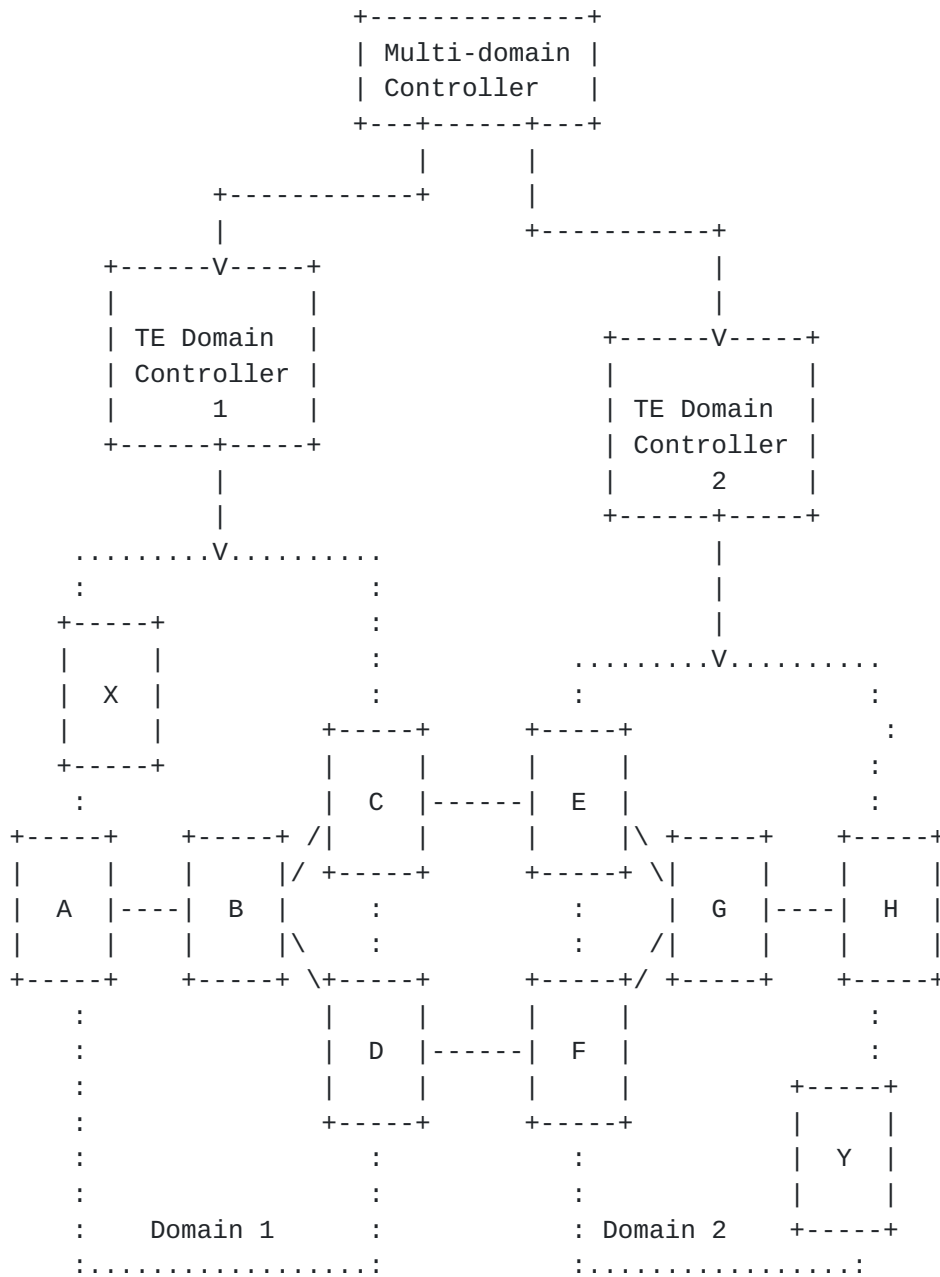 Multi-domain
Controller
TE Domain
Controller
1
TE Domain
Controller
2
X
C
E
A
B
G
H
D
F
Y
Domain 1
Domain 2